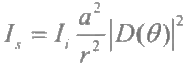 $I_s = I_i \frac{a^2}{r^2} |D(\theta)|^2$